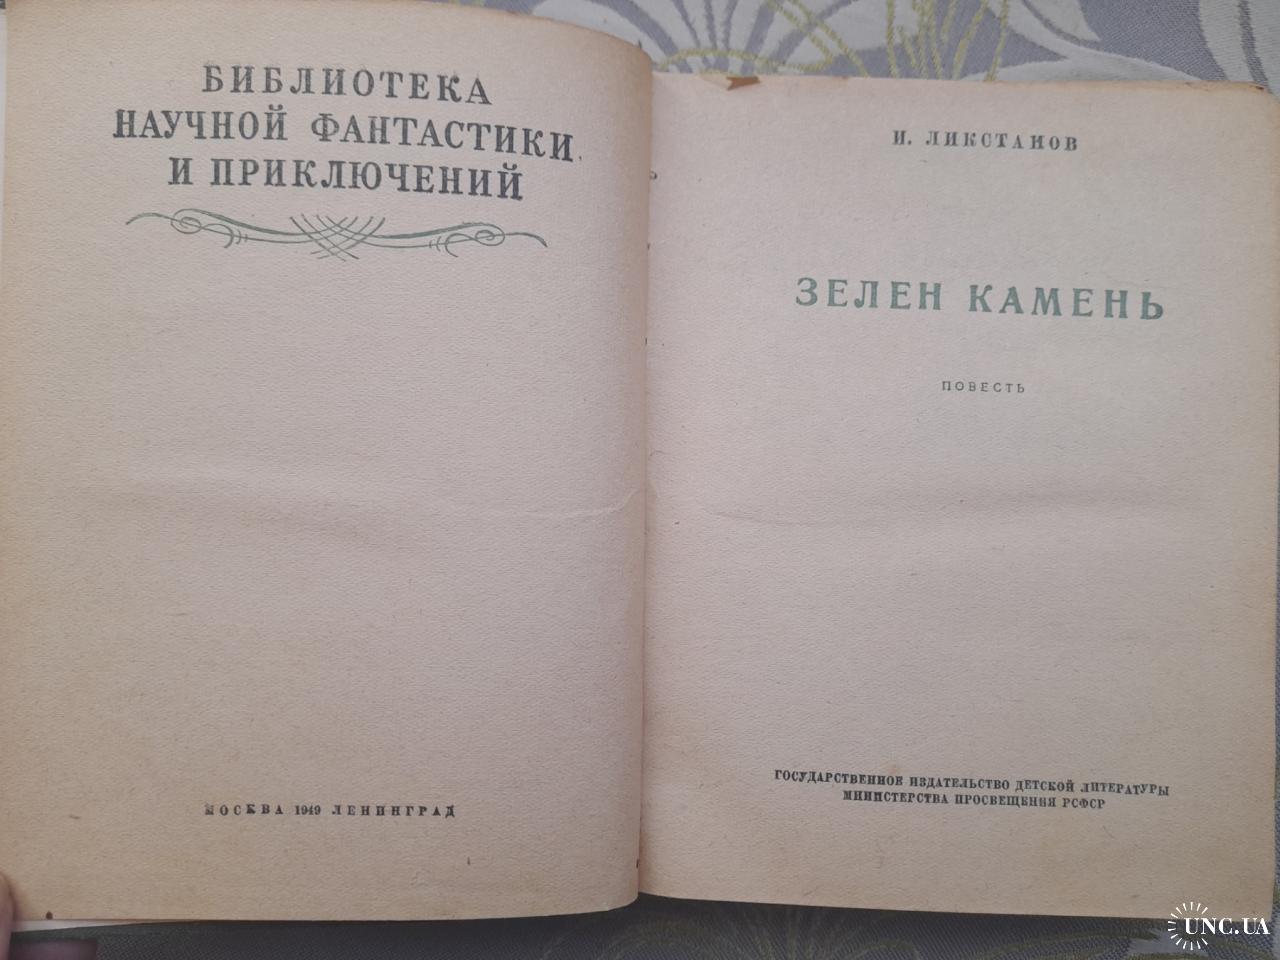 БИБЛИОТЕКА
НАУЧНОЙ ФАНТАСТИКИ
И ПРИКЛЮЧЕНИЙ
МОСКВА 1949 ЛЕНИНГРАД
И. ЛИКСТАНОВ
ЗЕЛЕН КАМЕНЬ
ПОВЕСТЬ
ГОСУДАРСТВЕННОЕ ИЗДАТЕЛЬСТВО ДЕТСКОЙ ЛИТЕРАТУРЫ
МИНИСТЕРСТВА ПРОСВЕЩЕНИЯ РСФСР
UNC.UA